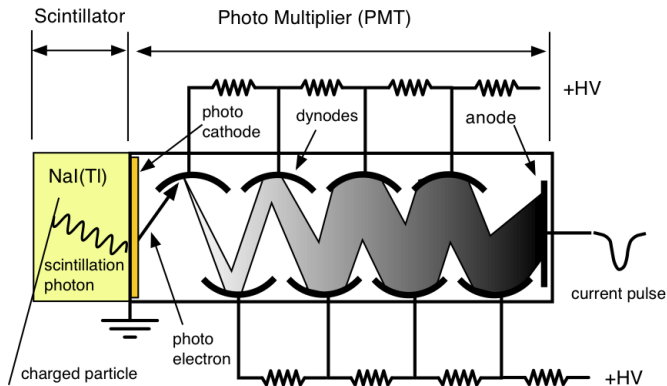 Scintillator
Photo Multiplier (PMT)
+HV
photo
cathode
dynodes
anode
NaI(Tl)
scintillation
photon
current pulse
photo
electron
charged particle
+HV